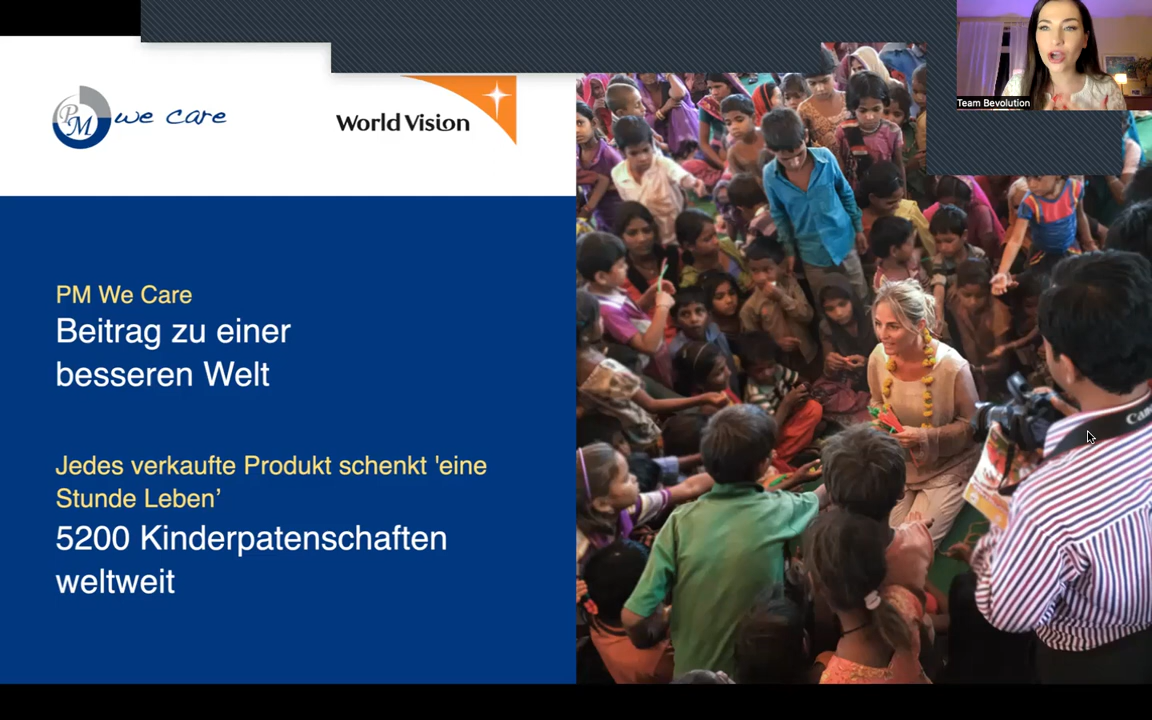 PM we care
World Vision
Team Bevolution
PM We Care
Beitrag zu einer
besseren Welt
Jedes verkaufte Produkt schenkt 'eine
Stunde Leben’
5200 Kinderpatenschaften
weltweit
Can